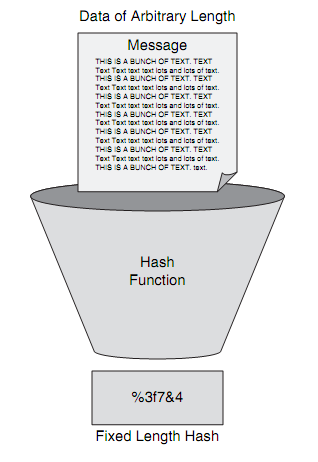 Data of Arbitrary Length
Message
THIS IS A BUNCH OF TEXT. TEXT
Text Text text text lots and lots of text.
THIS IS A BUNCH OF TEXT. TEXT
Text Text text text lots and lots of text.
THIS IS A BUNCH OF TEXT. TEXT
Text Text text text lots and lots of text.
THIS IS A BUNCH OF TEXT. TEXT
Text Text text text lots and lots of text.
THIS IS A BUNCH OF TEXT. TEXT
Text Text text text lots and lots of text.
THIS IS A BUNCH OF TEXT. TEXT
Text Text text text lots and lots of text.
THIS IS A BUNCH OF TEXT. text.
Hash
Function
%3f7&4
Fixed Length Hash